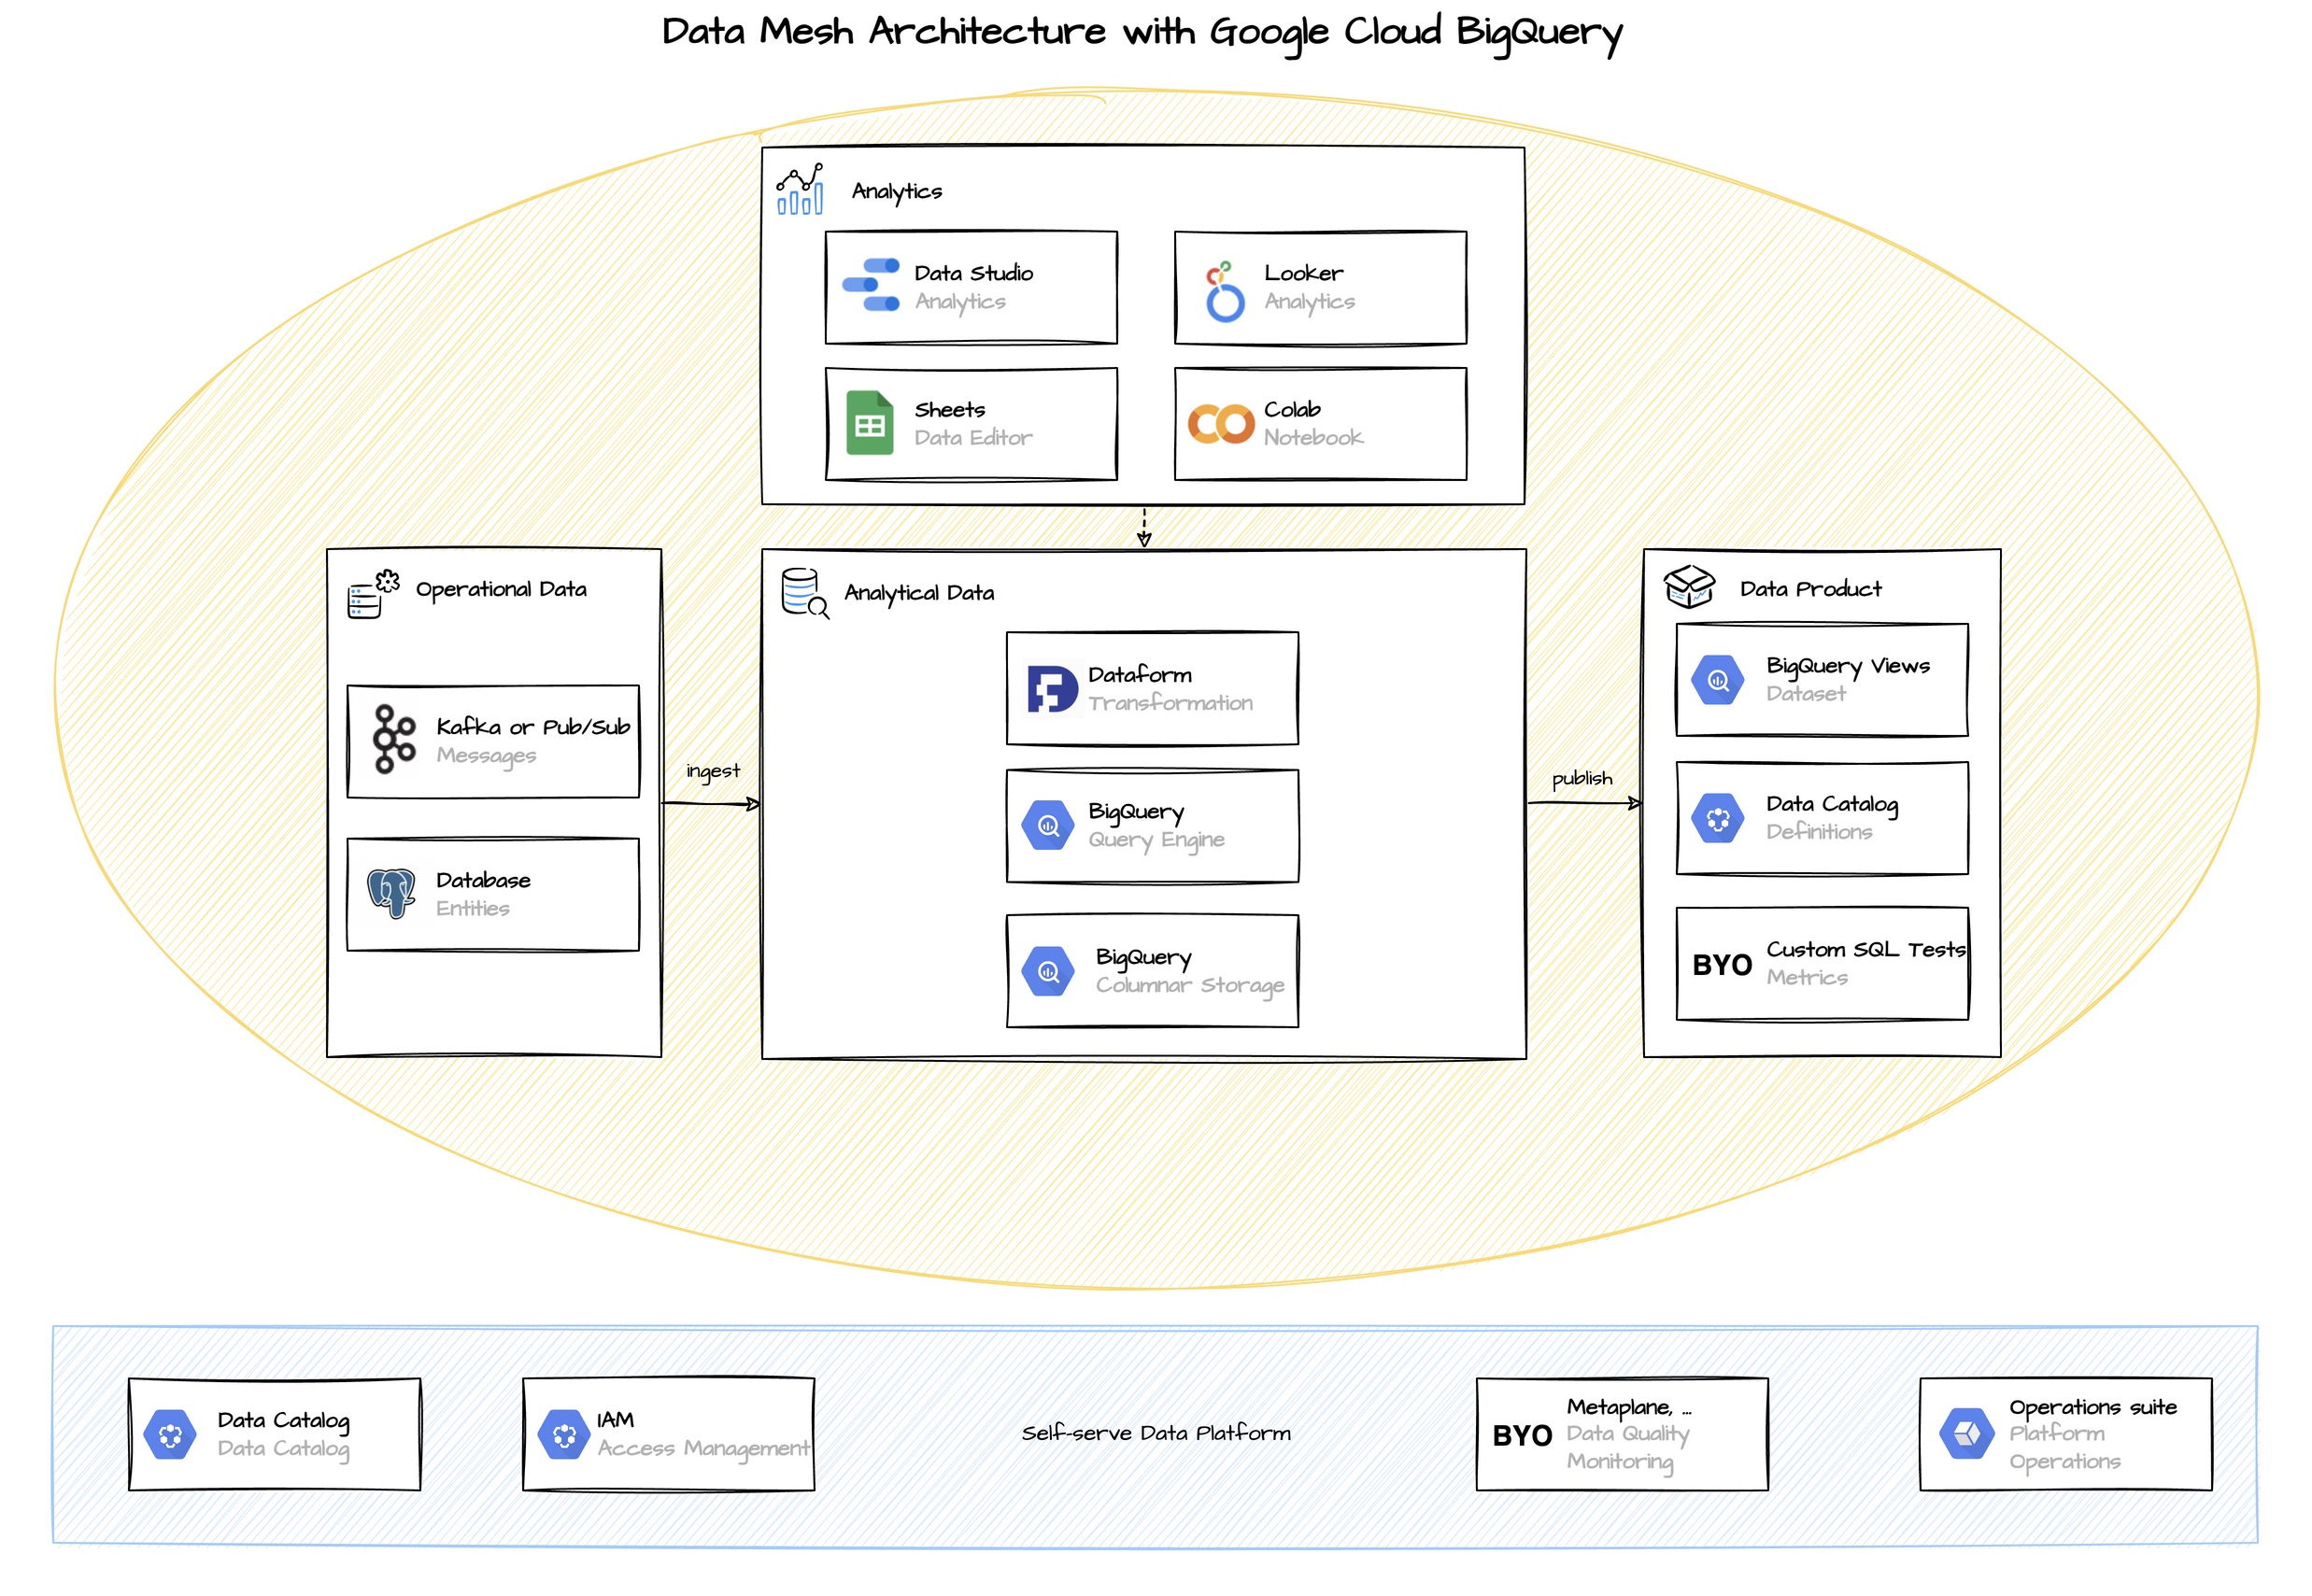 Data Mesh Architecture with Google Cloud BigQuery
Analytics
Data Studio
Analytics
Looker
Analytics
Sheets
Data Editor
Colab
Notebook
Operational Data
Kafka or Pub/Sub
Messages
Database
Entities
ingest
Analytical Data
Dataform
Transformation
BigQuery
Query Engine
BigQuery
Columnar Storage
publish
Data Product
BigQuery Views
Dataset
Data Catalog
Definitions
BYO
Custom SQL Tests
Metrics
Data Catalog
Data Catalog
IAM
Access Management
Self-serve Data Platform
BYO
Metaplane, ...
Data Quality
Monitoring
Operations suite
Platform
Operations